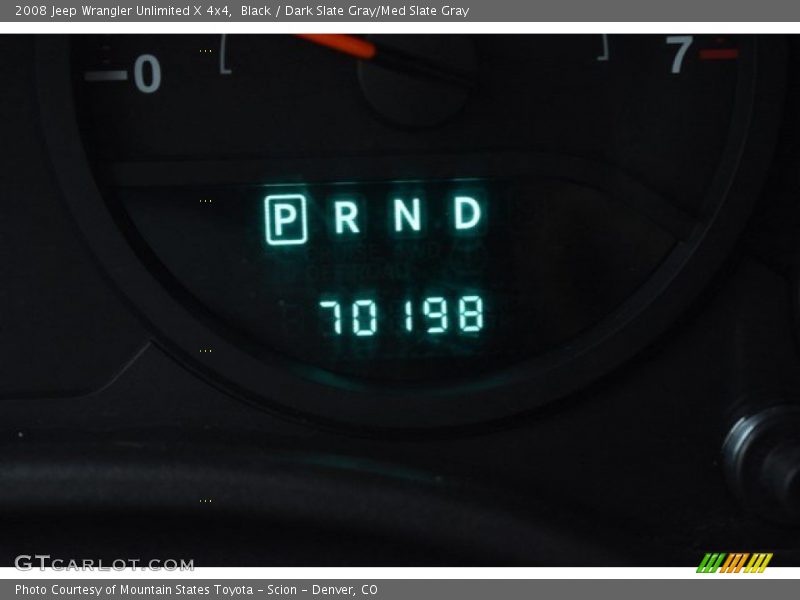 2008 Jeep Wrangler Unlimited X 4x4, Black / Dark Slate Gray/Med Slate Gray
0 7
P R N D
70198
GTCARLOT.COM
Photo Courtesy of Mountain States Toyota - Scion - Denver, CO